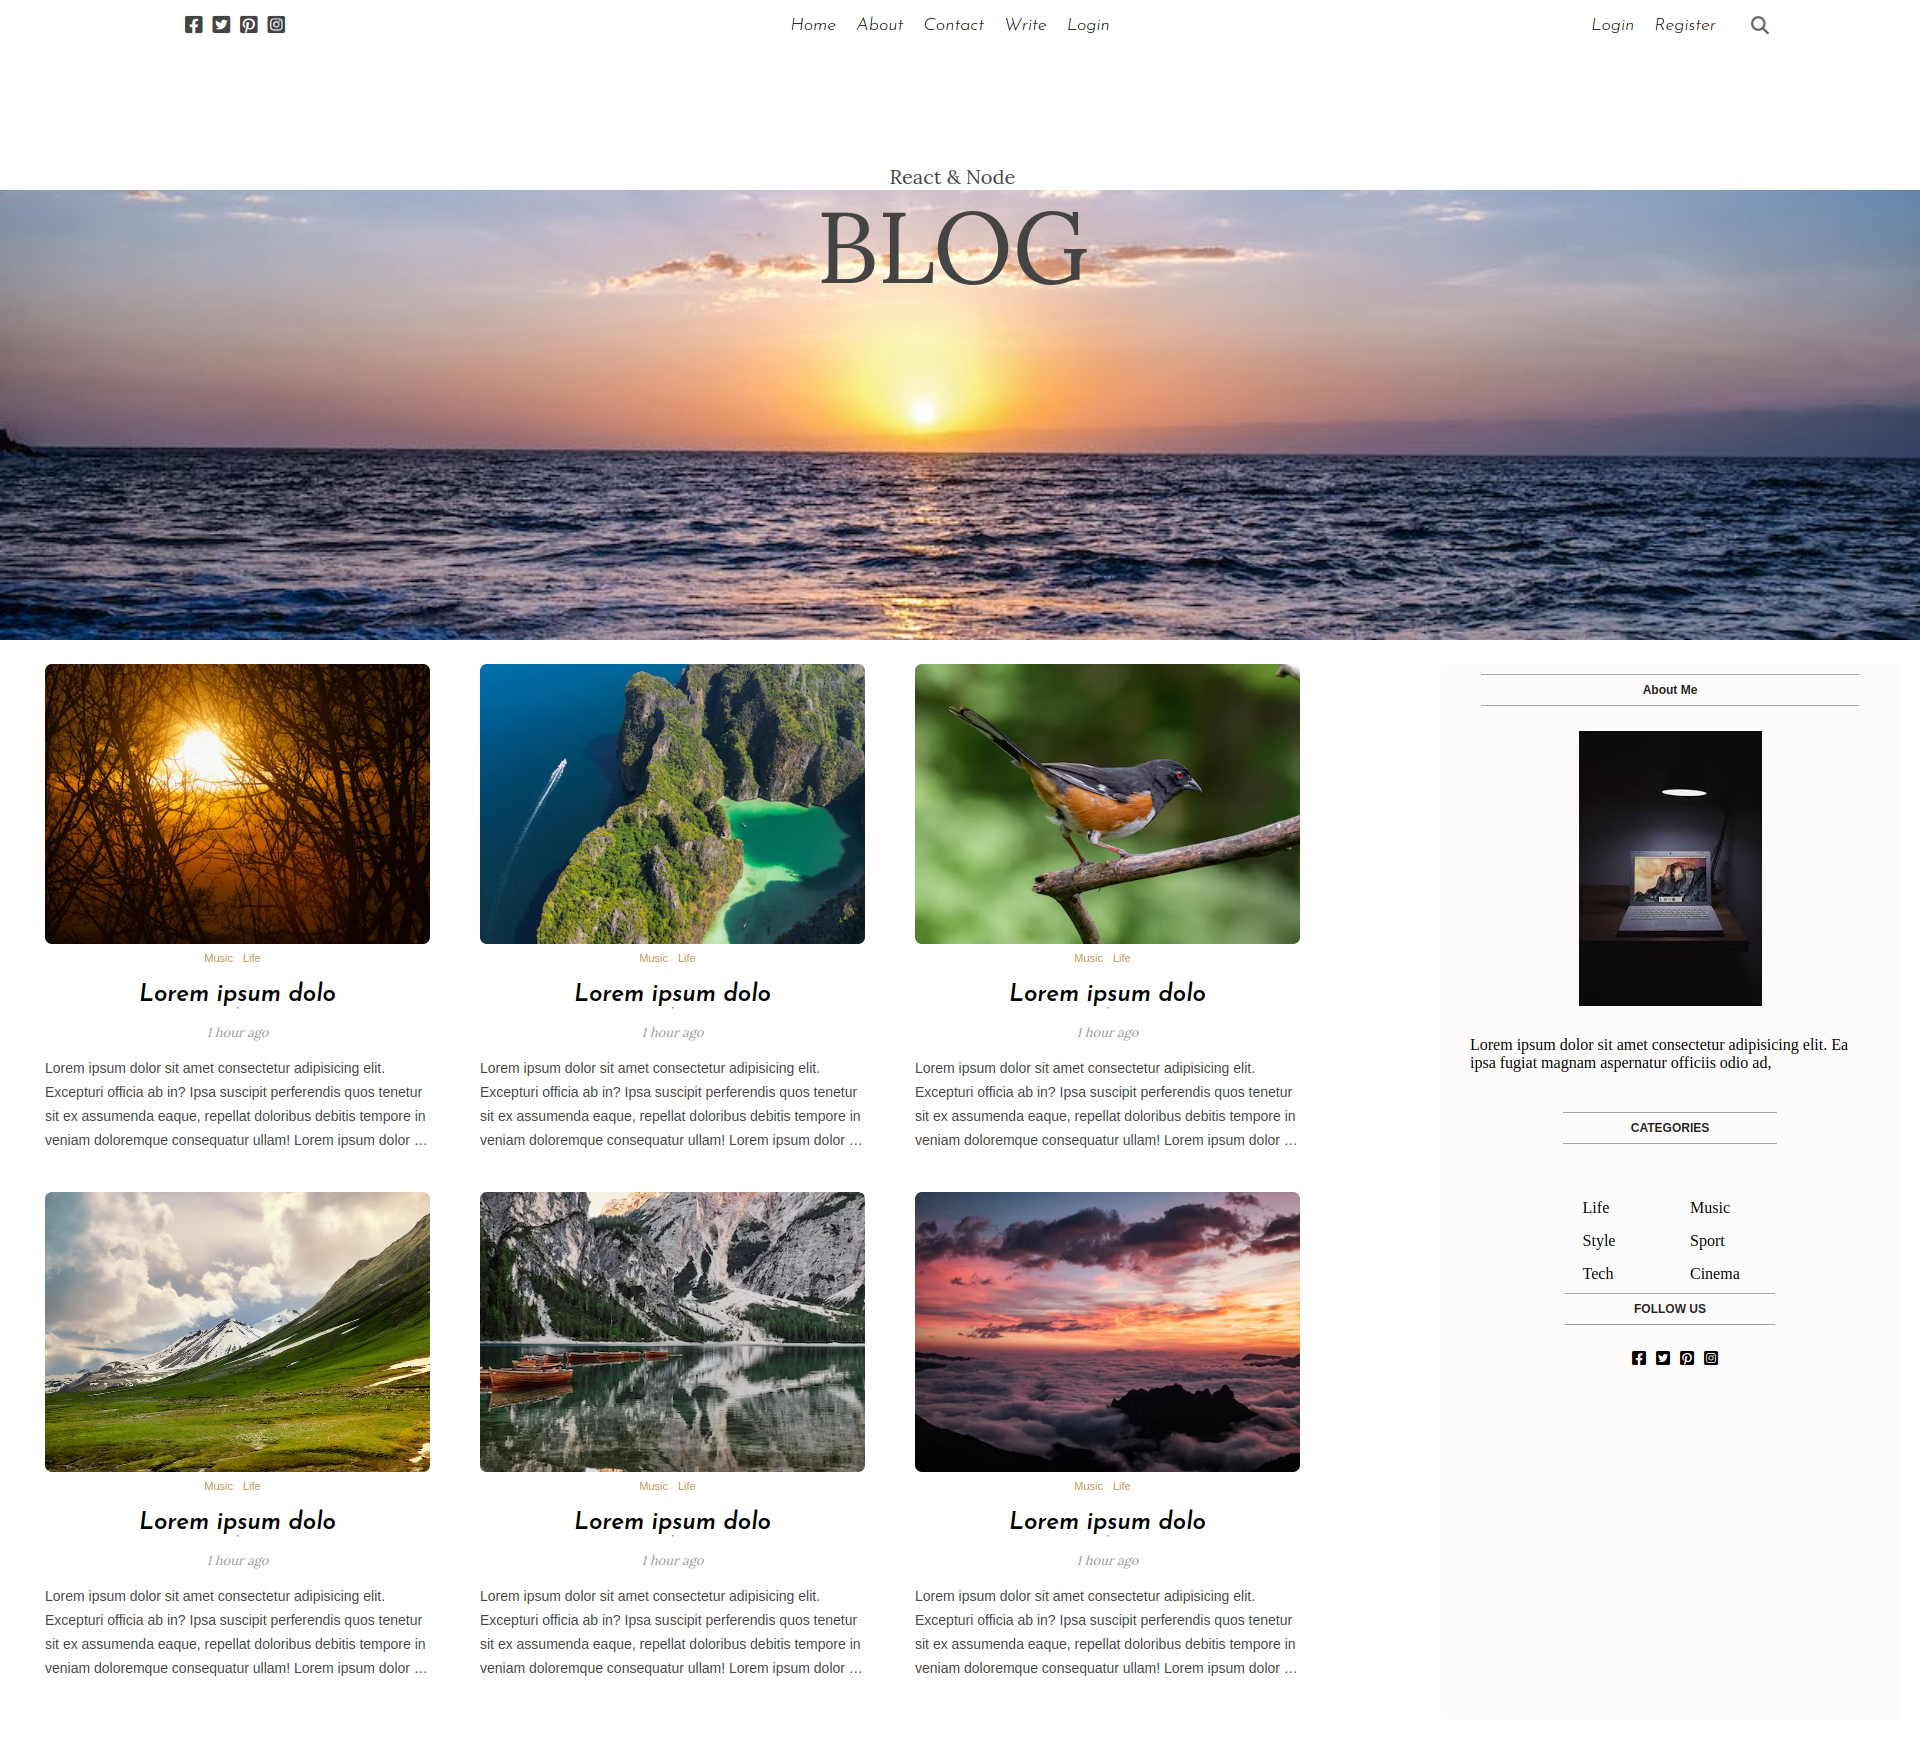 Home About Contact Write Login
Login Register
React & Node
BLOG
Music Life
Lorem ipsum dolo
1 hour ago
Lorem ipsum dolor sit amet consectetur adipisicing elit.
Excepturi officia ab in? Ipsa suscipit perferendis quos tenetur
sit ex assumenda eaque, repellat doloribus debitis tempore in
veniam doloremque consequatur ullam! Lorem ipsum dolor …
Music Life
Lorem ipsum dolo
1 hour ago
Lorem ipsum dolor sit amet consectetur adipisicing elit.
Excepturi officia ab in? Ipsa suscipit perferendis quos tenetur
sit ex assumenda eaque, repellat doloribus debitis tempore in
veniam doloremque consequatur ullam! Lorem ipsum dolor …
Music Life
Lorem ipsum dolo
1 hour ago
Lorem ipsum dolor sit amet consectetur adipisicing elit.
Excepturi officia ab in? Ipsa suscipit perferendis quos tenetur
sit ex assumenda eaque, repellat doloribus debitis tempore in
veniam doloremque consequatur ullam! Lorem ipsum dolor …
Music Life
Lorem ipsum dolo
1 hour ago
Lorem ipsum dolor sit amet consectetur adipisicing elit.
Excepturi officia ab in? Ipsa suscipit perferendis quos tenetur
sit ex assumenda eaque, repellat doloribus debitis tempore in
veniam doloremque consequatur ullam! Lorem ipsum dolor …
Music Life
Lorem ipsum dolo
1 hour ago
Lorem ipsum dolor sit amet consectetur adipisicing elit.
Excepturi officia ab in? Ipsa suscipit perferendis quos tenetur
sit ex assumenda eaque, repellat doloribus debitis tempore in
veniam doloremque consequatur ullam! Lorem ipsum dolor …
Music Life
Lorem ipsum dolo
1 hour ago
Lorem ipsum dolor sit amet consectetur adipisicing elit.
Excepturi officia ab in? Ipsa suscipit perferendis quos tenetur
sit ex assumenda eaque, repellat doloribus debitis tempore in
veniam doloremque consequatur ullam! Lorem ipsum dolor …
About Me
Lorem ipsum dolor sit amet consectetur adipisicing elit. Ea
ipsa fugiat magnam aspernatur officiis odio ad,
CATEGORIES
Life Music
Style Sport
Tech Cinema
FOLLOW US